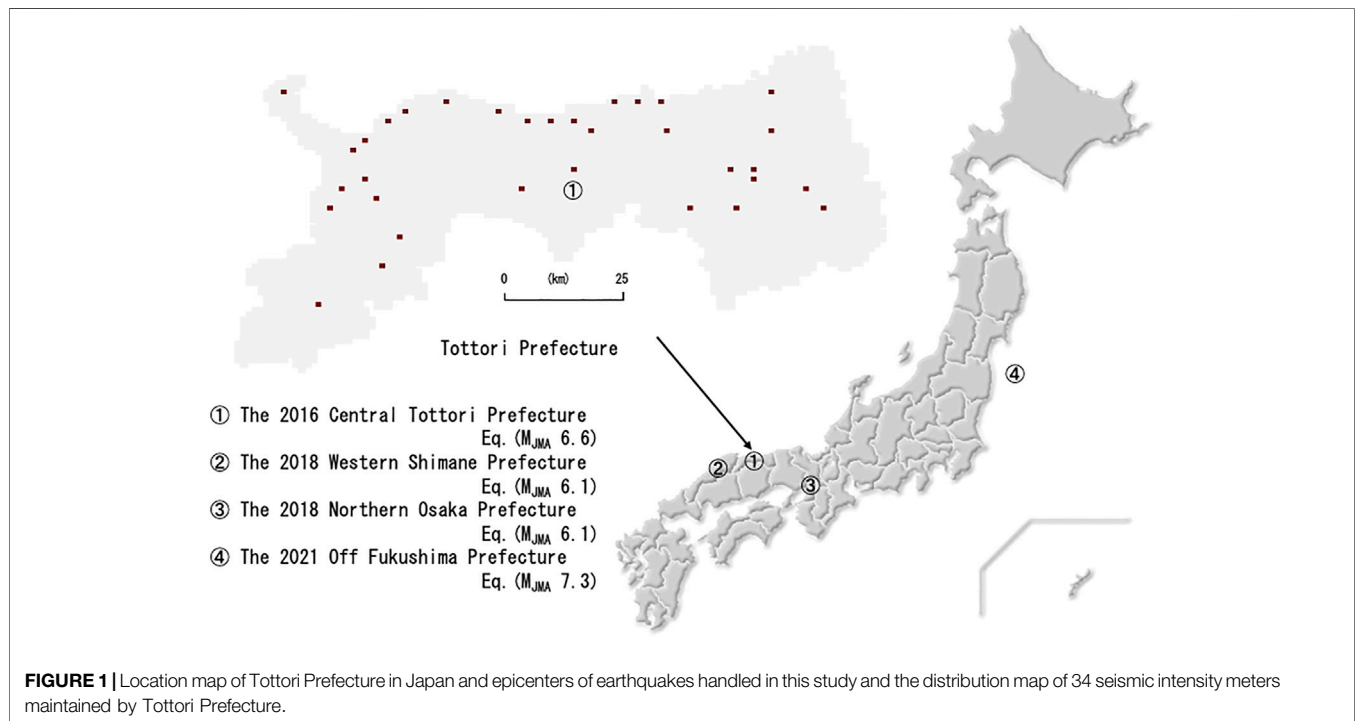 ①
0 (km) 25
Tottori Prefecture
① The 2016 Central Tottori Prefecture
Eq. (MJMA 6.6)
② The 2018 Western Shimane Prefecture
Eq. (MJMA 6.1)
③ The 2018 Northern Osaka Prefecture
Eq. (MJMA 6.1)
④ The 2021 Off Fukushima Prefecture
Eq. (MJMA 7.3)
④
② ①
③
FIGURE 1 | Location map of Tottori Prefecture in Japan and epicenters of earthquakes handled in this study and the distribution map of 34 seismic intensity meters
maintained by Tottori Prefecture.